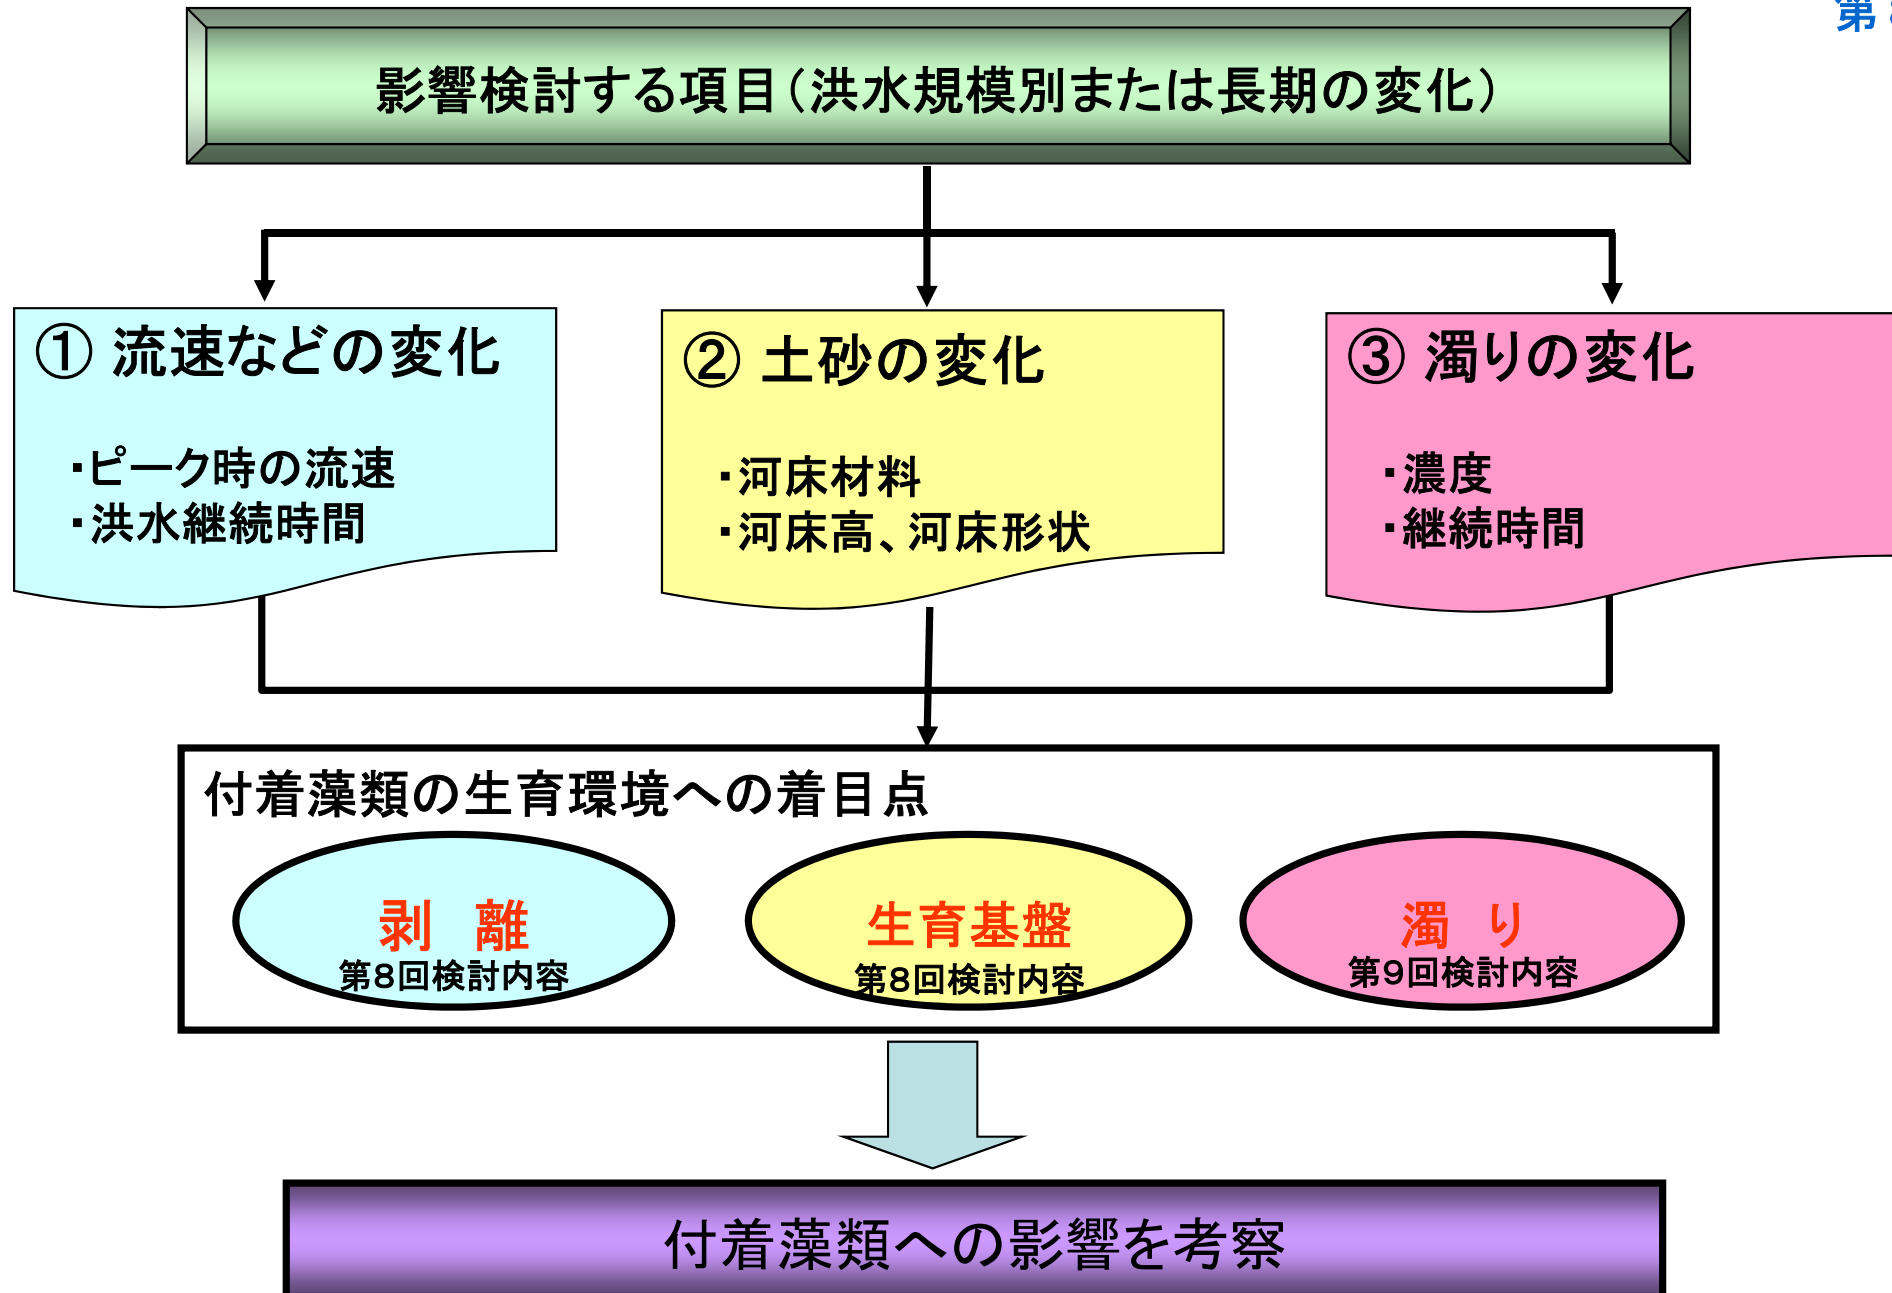 第
影響検討する項目（洪水規模別または長期の変化）
① 流速などの変化
・ピーク時の流速
・洪水継続時間
② 土砂の変化
・河床材料
・河床高、河床形状
③ 濁りの変化
・濃度
・継続時間
付着藻類の生育環境への着目点
剥　離
第8回検討内容
生育基盤
第8回検討内容
濁　り
第9回検討内容
付着藻類への影響を考察